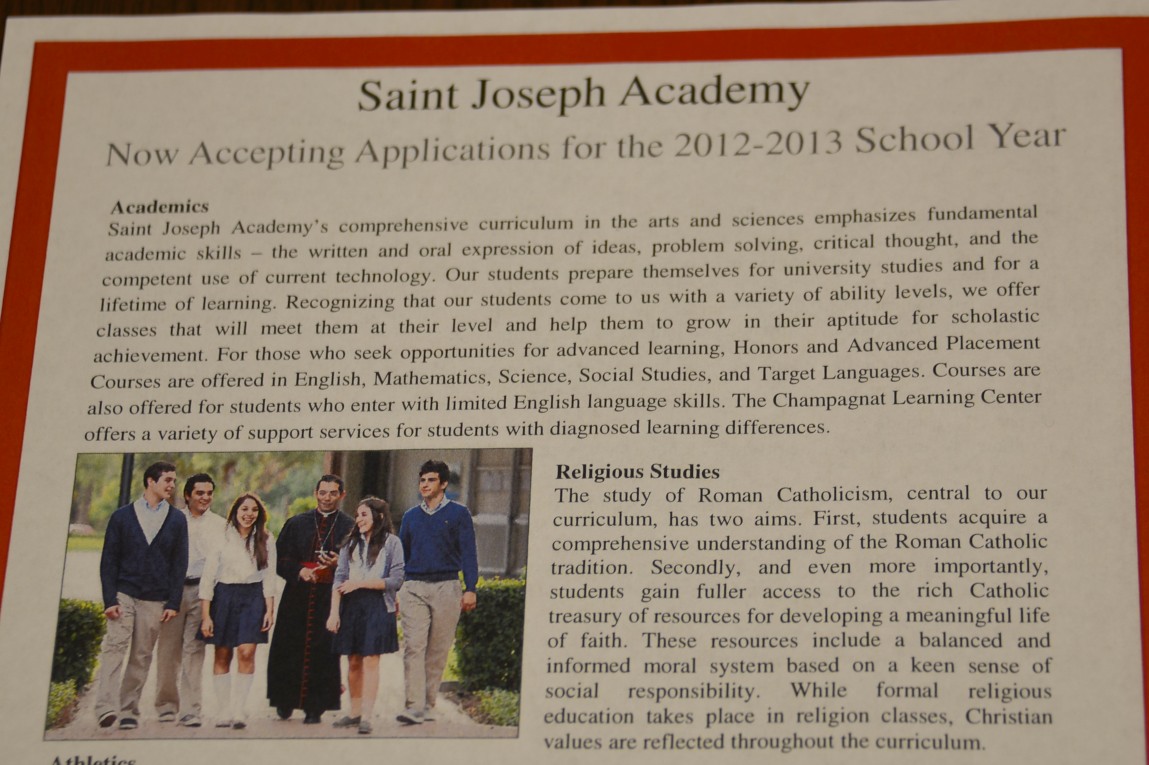 Saint Joseph Academy
Now Accepting Applications for the 2012-2013 School Year
Academics
Saint Joseph Academy's comprehensive curriculum in the arts and sciences emphasizes fundamental
academic skills – the written and oral expression of ideas, problem solving, critical thought, and the
competent use of current technology. Our students prepare themselves for university studies and for a
lifetime of learning. Recognizing that our students come to us with a variety of ability levels, we offer
classes that will meet them at their level and help them to grow in their aptitude for scholastic
achievement. For those who seek opportunities for advanced learning, Honors and Advanced Placement
Courses are offered in English, Mathematics, Science, Social Studies, and Target Languages. Courses are
also offered for students who enter with limited English language skills. The Champagnat Learning Center
offers a variety of support services for students with diagnosed learning differences.
Religious Studies
The study of Roman Catholicism, central to our
curriculum, has two aims. First, students acquire a
comprehensive understanding of the Roman Catholic
tradition. Secondly, and even more importantly,
students gain fuller access to the rich Catholic
treasury of resources for developing a meaningful life
of faith. These resources include a balanced and
informed moral system based on a keen sense of
social responsibility. While formal religious
education takes place in religion classes, Christian
values are reflected throughout the curriculum.
Athletics